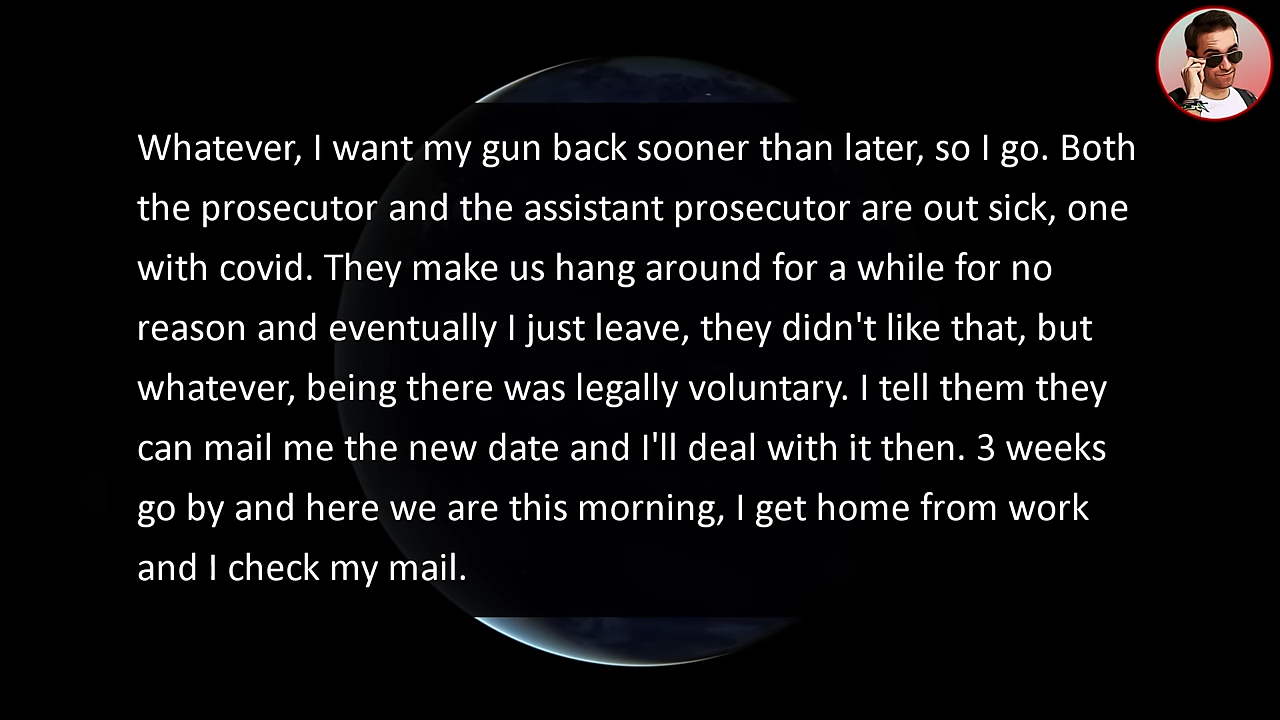 Whatever, I want my gun back sooner than later, so I go. Both
the prosecutor and the assistant prosecutor are out sick, one
with covid. They make us hang around for a while for no
reason and eventually I just leave, they didn't like that, but
whatever, being there was legally voluntary. I tell them they
can mail me the new date and I'll deal with it then. 3 weeks
go by and here we are this morning, I get home from work
and I check my mail.